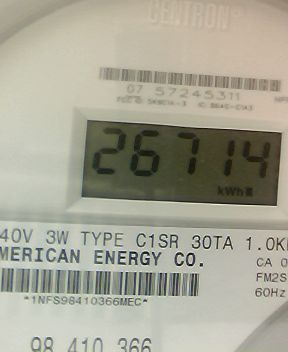 CENTRON®
07 57245311
26714
kWh
40V 3W TYPE C1SR 30TA 1.0K
MERICAN ENERGY CO.
CA 0
FM2S
60Hz
*1NFS98410366MEC*
98 410 366